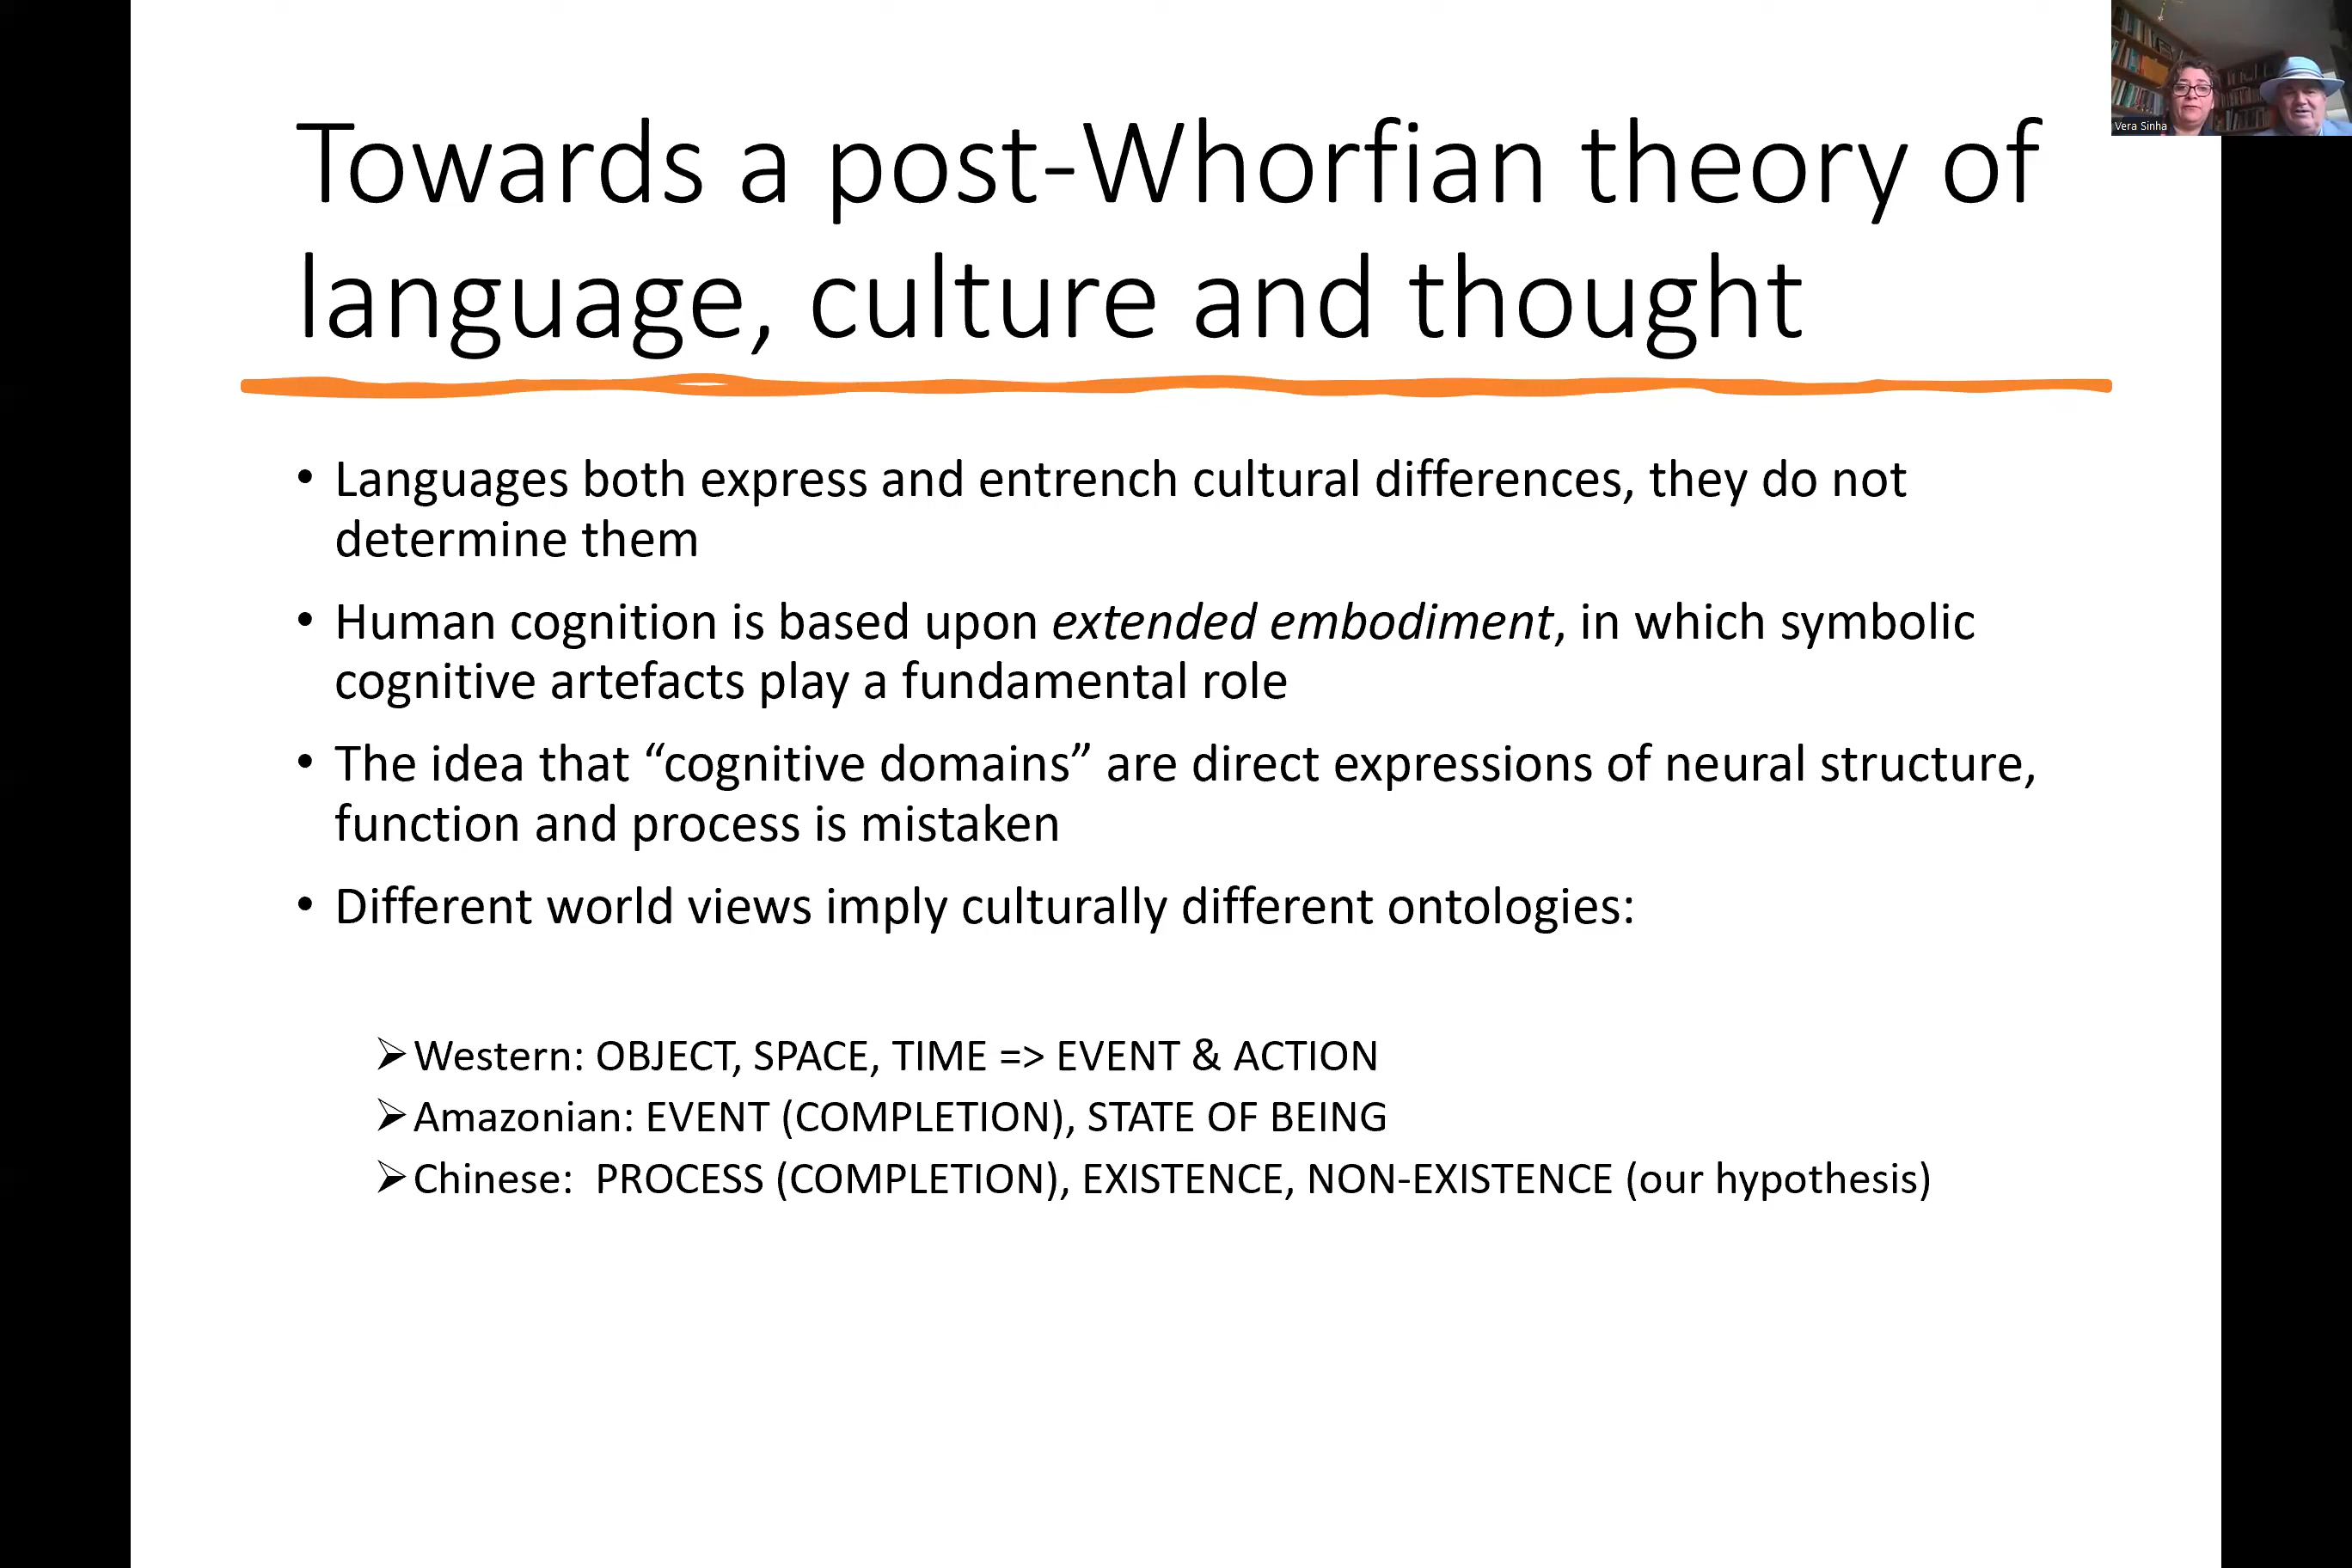 Vera Sinha
Towards a post-Whorfian theory of
language, culture and thought
• Languages both express and entrench cultural differences, they do not
determine them
• Human cognition is based upon extended embodiment, in which symbolic
cognitive artefacts play a fundamental role
• The idea that “cognitive domains” are direct expressions of neural structure,
function and process is mistaken
• Different world views imply culturally different ontologies:
➢Western: OBJECT, SPACE, TIME => EVENT & ACTION
➢Amazonian: EVENT (COMPLETION), STATE OF BEING
➢Chinese:  PROCESS (COMPLETION), EXISTENCE, NON-EXISTENCE (our hypothesis)